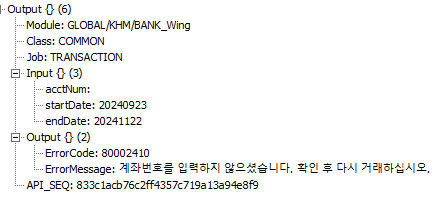 Output {} (6)
Module: GLOBAL/KHM/BANK_Wing
Class: COMMON
Job: TRANSACTION
Input {} (3)
acctNum:
startDate: 20240923
endDate: 20241122
Output {} (2)
ErrorCode: 80002410
ErrorMessage: 계좌번호를 입력하지 않으셨습니다. 확인 후 다시 거래하십시오.
API_SEQ: 833c1acb76c2ff4357c719a13a94e8f9